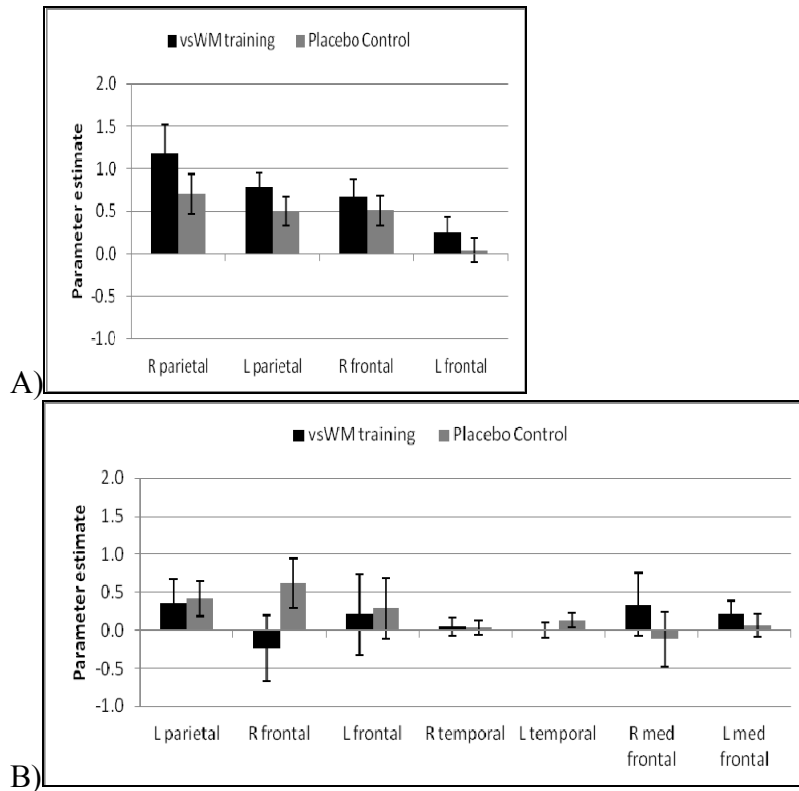 vsWM training Placebo Control
Parameter estimate
2.0
1.5
1.0
0.5
0.0
-0.5
-1.0
R parietal L parietal R frontal L frontal
A)
vsWM training Placebo Control
Parameter estimate
2.0
1.5
1.0
0.5
0.0
-0.5
-1.0
L parietal R frontal L frontal R temporal L temporal R med L med
frontal frontal
B)